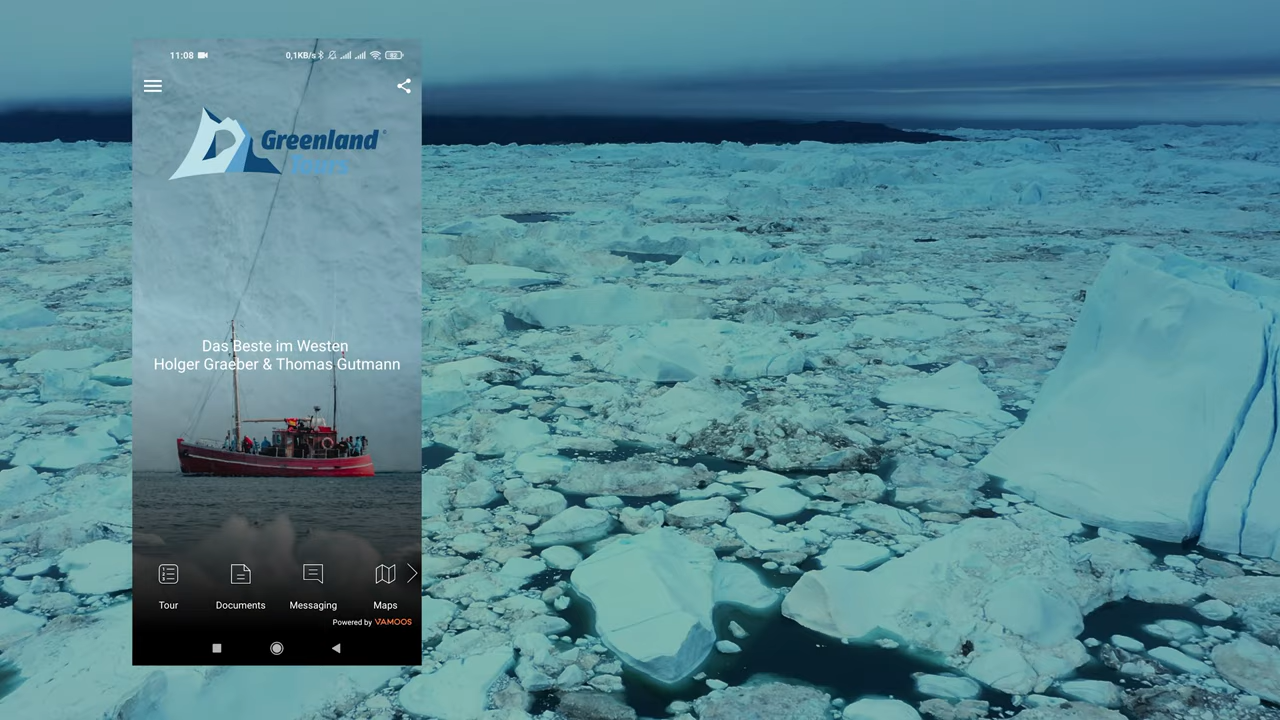 11:08
0,1KB/s
Greenland
Tours
Das Beste im Westen
Holger Graeber & Thomas Gutmann
Tour
Documents
Messaging
Maps
Powered by VAMOOS